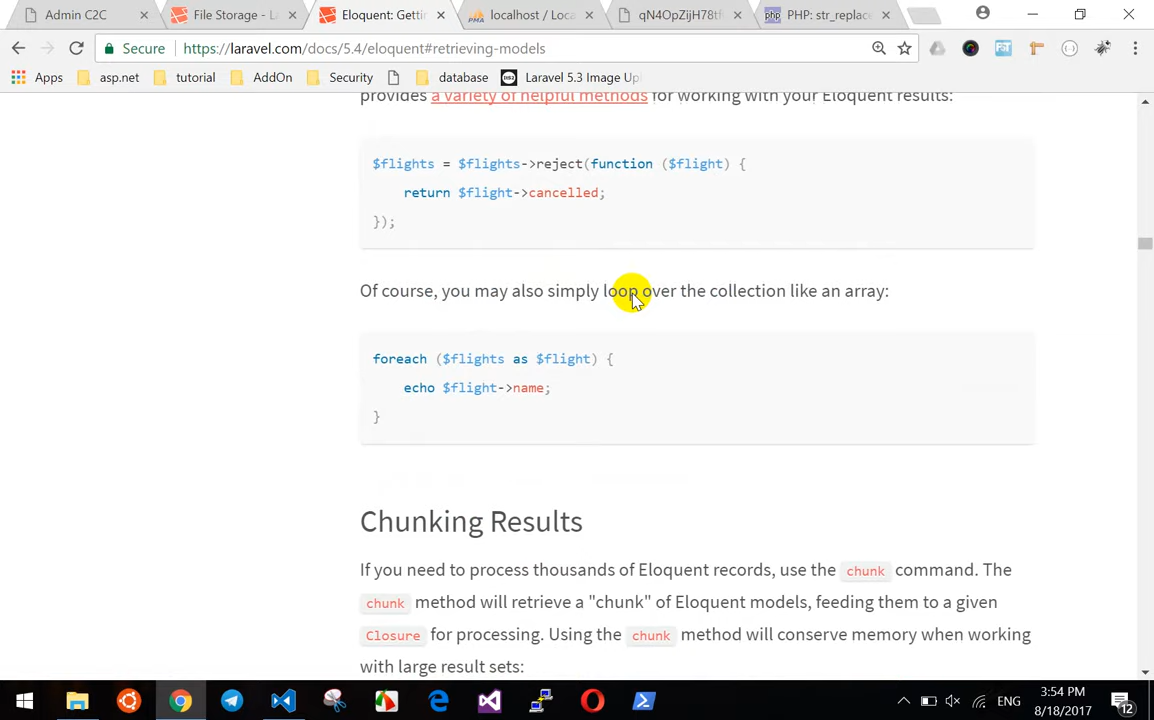 Admin C2C
File Storage - La
Eloquent: Gettin
localhost / Loca
qN4OpZijH78tf
PHP: str_replace
Secure
https://laravel.com/docs/5.4/eloquent#retrieving-models
Apps
asp.net
tutorial
AddOn
Security
database
Laravel 5.3 Image Upl
provides a variety of helpful methods for working with your Eloquent results:
$flights = $flights->reject(function ($flight) {
return $flight->cancelled;
});
Of course, you may also simply loop over the collection like an array:
foreach ($flights as $flight) {
echo $flight->name;
}
Chunking Results
If you need to process thousands of Eloquent records, use the chunk command. The
chunk method will retrieve a "chunk" of Eloquent models, feeding them to a given
Closure for processing. Using the chunk method will conserve memory when working
with large result sets:
ENG
3:54 PM
8/18/2017
12